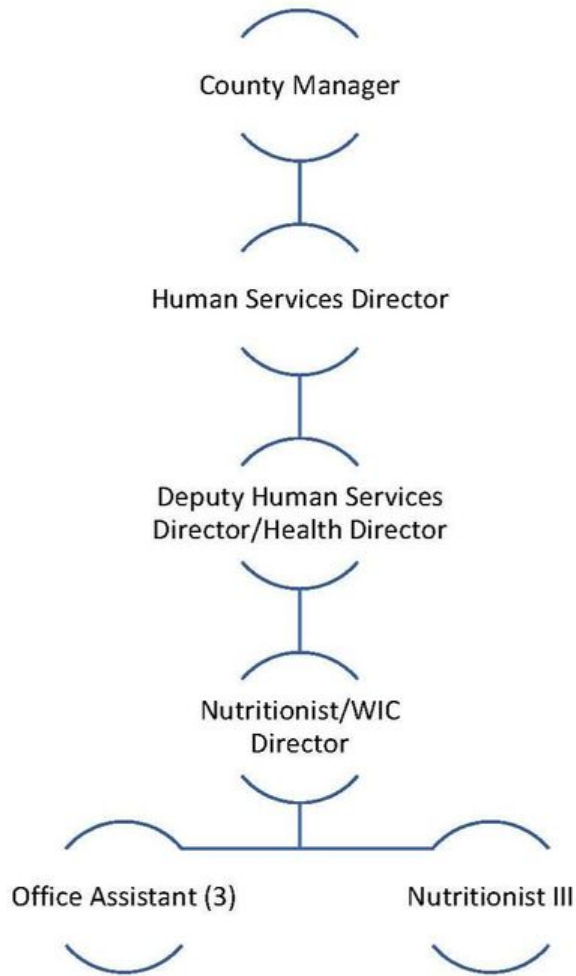 County Manager
Human Services Director
Deputy Human Services
Director/Health Director
Nutritionist/WIC
Director
Office Assistant (3)
Nutritionist III